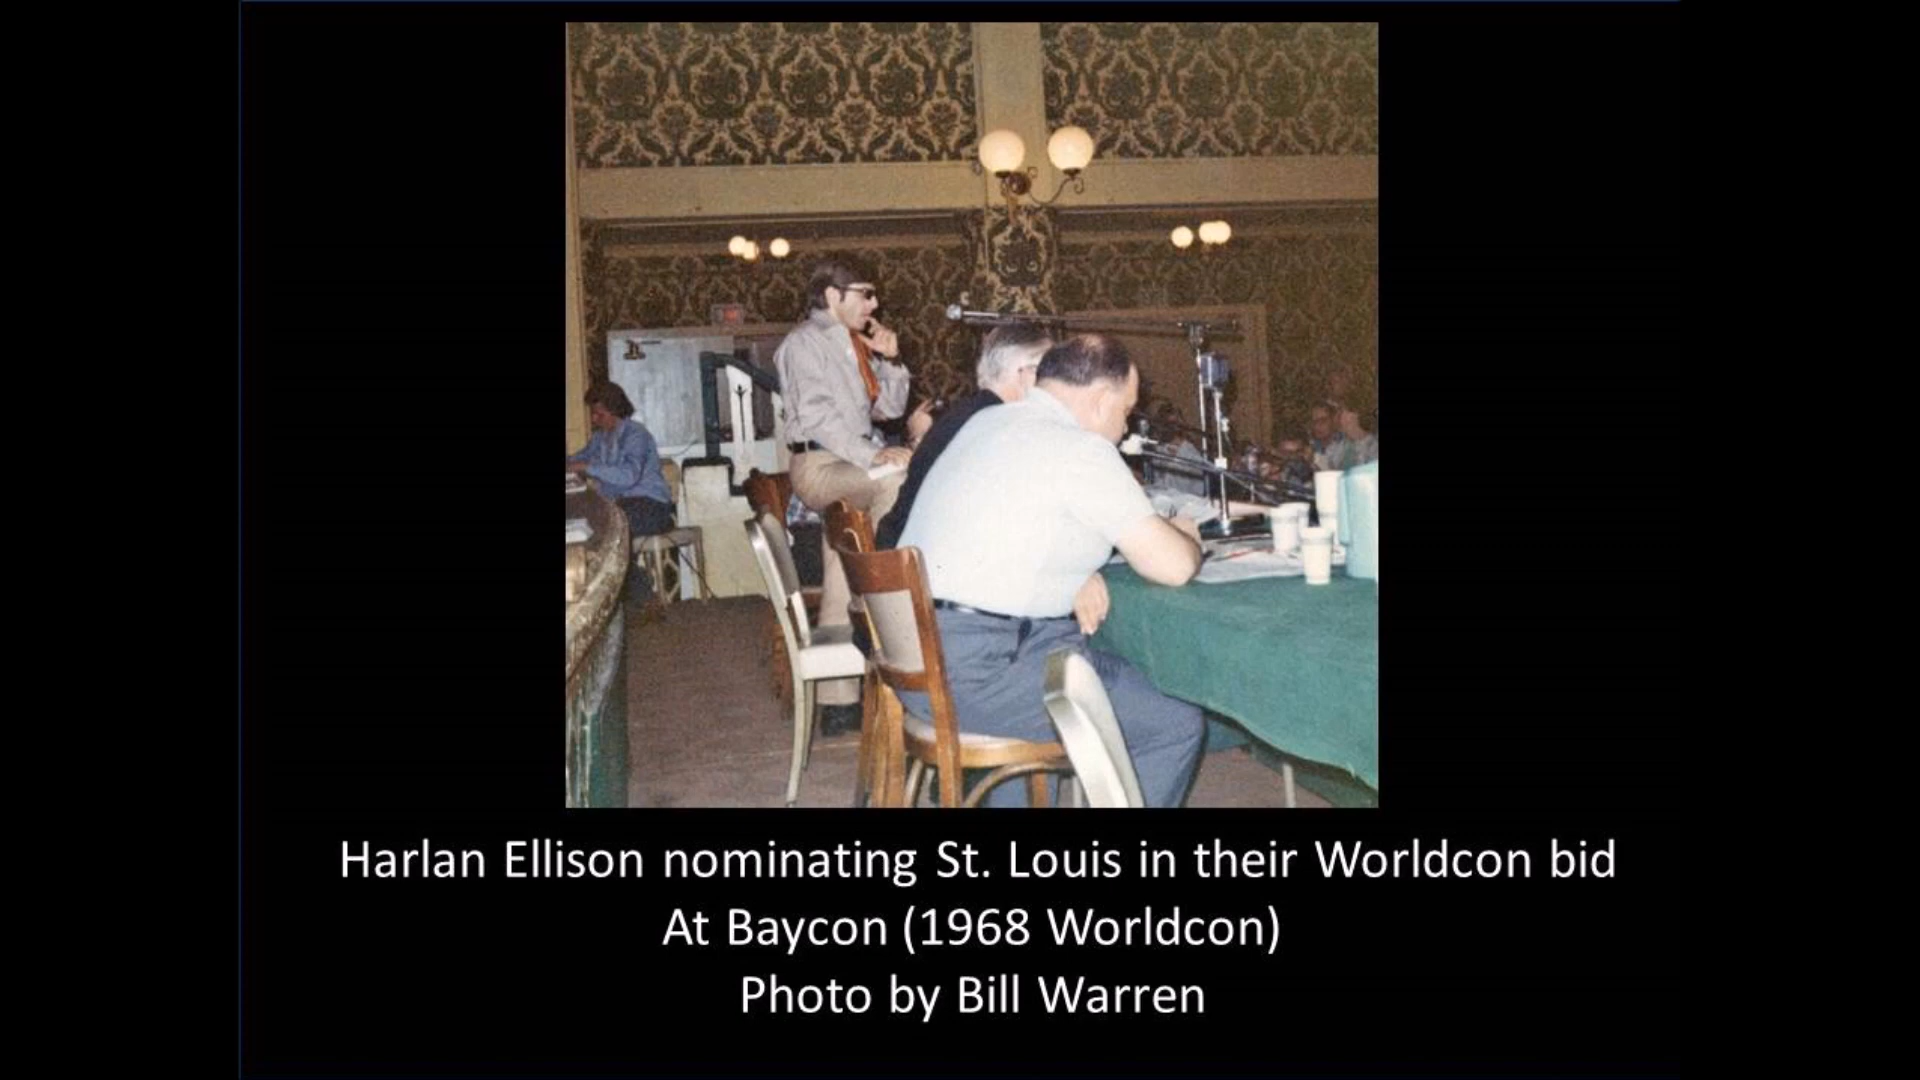 Harlan Ellison nominating St. Louis in their Worldcon bid
At Baycon (1968 Worldcon)
Photo by Bill Warren